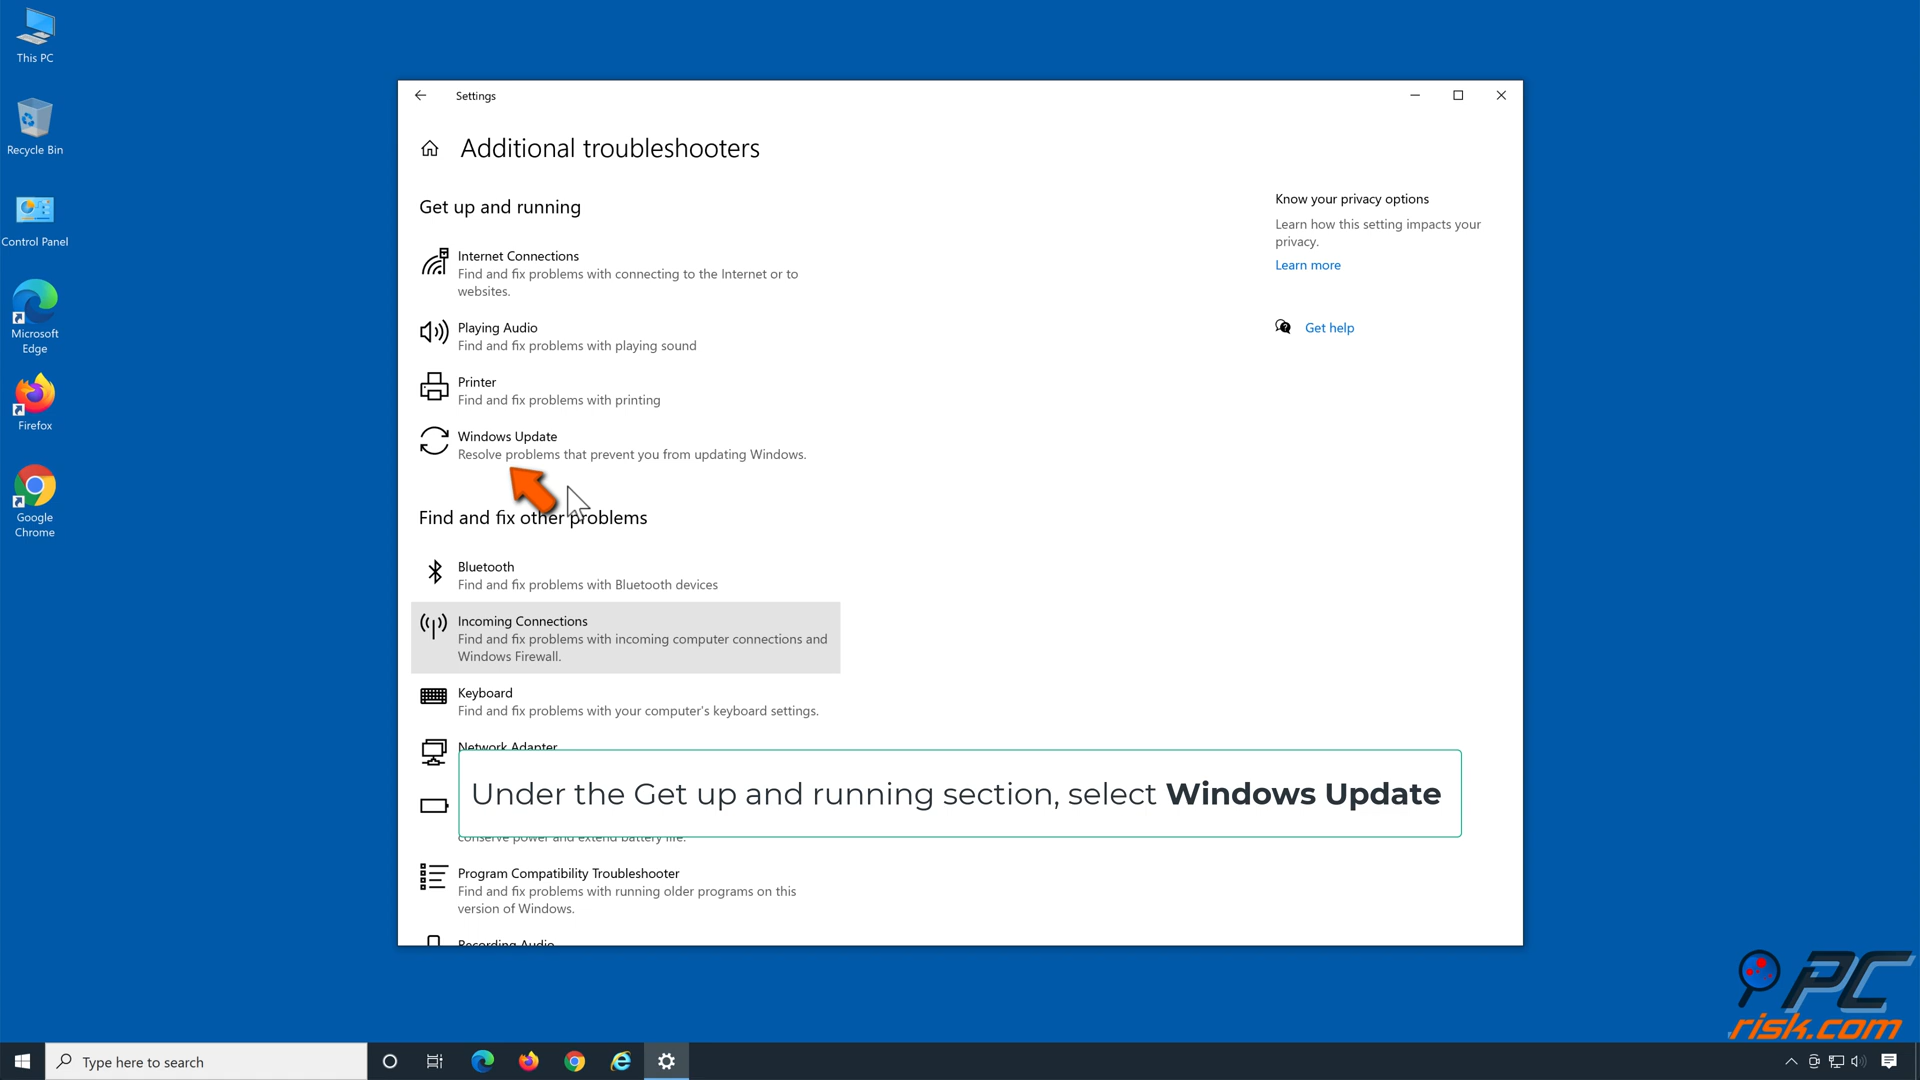 This PC
Recycle Bin
Control Panel
Microsoft
Edge
Firefox
Google
Chrome
Settings
Additional troubleshooters
Get up and running
Internet Connections
Find and fix problems with connecting to the Internet or to
websites.
Playing Audio
Find and fix problems with playing sound
Printer
Find and fix problems with printing
Windows Update
Resolve problems that prevent you from updating Windows.
Find and fix other problems
Bluetooth
Find and fix problems with Bluetooth devices
Incoming Connections
Find and fix problems with incoming computer connections and
Windows Firewall.
Keyboard
Find and fix problems with your computer's keyboard settings.
Network Adapter
Under the Get up and running section, select Windows Update
conserve power and extend battery life.
Program Compatibility Troubleshooter
Find and fix problems with running older programs on this
version of Windows.
Recording Audio
Know your privacy options
Learn how this setting impacts your
privacy.
Learn more
Get help
PC
risk.com
Type here to search